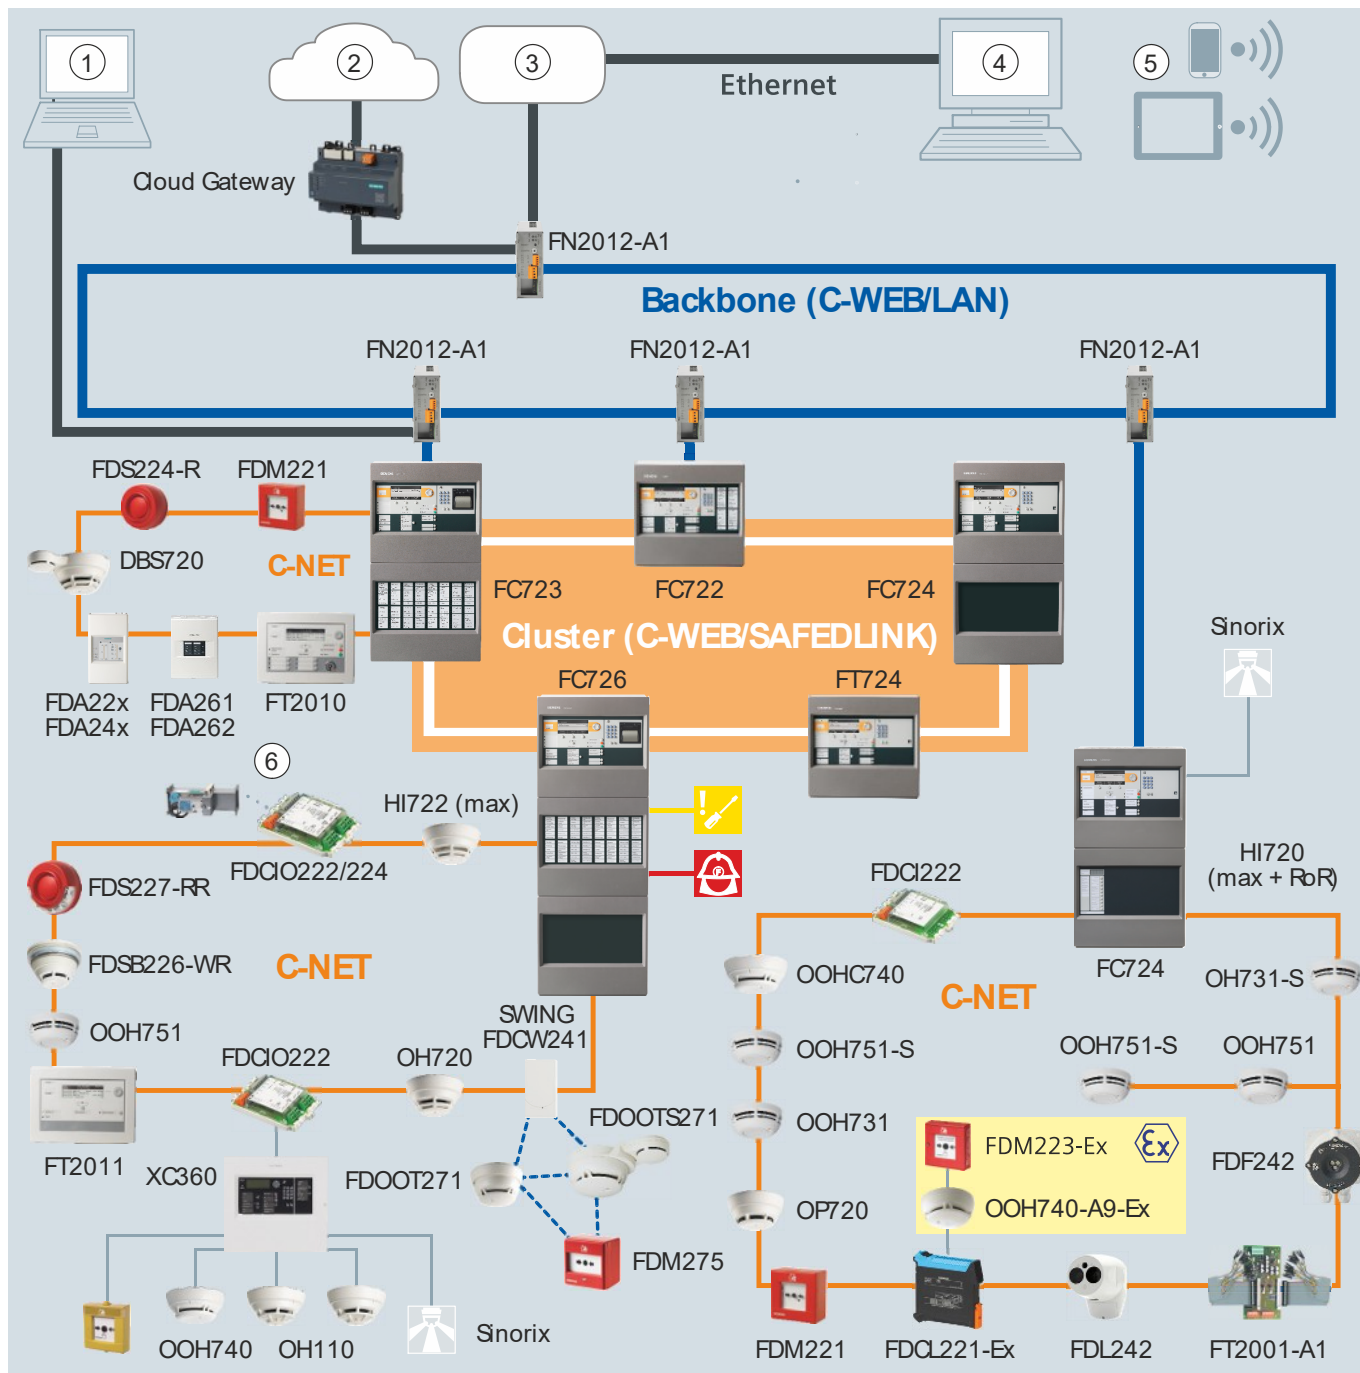 1
2
3
4
5
Ethernet
Cloud Gateway
FN2012-A1
Backbone (C-WEB/LAN)
FN2012-A1
FN2012-A1
FN2012-A1
FDS224-R
FDM221
DBS720
C-NET
FC723
FC722
FC724
Cluster (C-WEB/SAFEDLINK)
Sinorix
FDA22x
FDA24x
FDA261
FDA262
FT2010
FC726
FT724
6
HI722 (max)
FDCIO222/224
FDS227-RR
FDCI222
HI720
(max + RoR)
FDSB226-WR
C-NET
OOHC740
C-NET
FC724
OH731-S
OOH751
SWING
FDCW241
FDCIO222
OH720
OOH751-S
OOH751-S
OOH751
FT2011
XC360
FDOOT271
FDOOTS271
OOH731
FDM223-Ex
Ex
FDF242
OP720
OOH740-A9-Ex
FDM275
Sinorix
OOH740
OH110
FDM221
FDCL221-Ex
FDL242
FT2001-A1